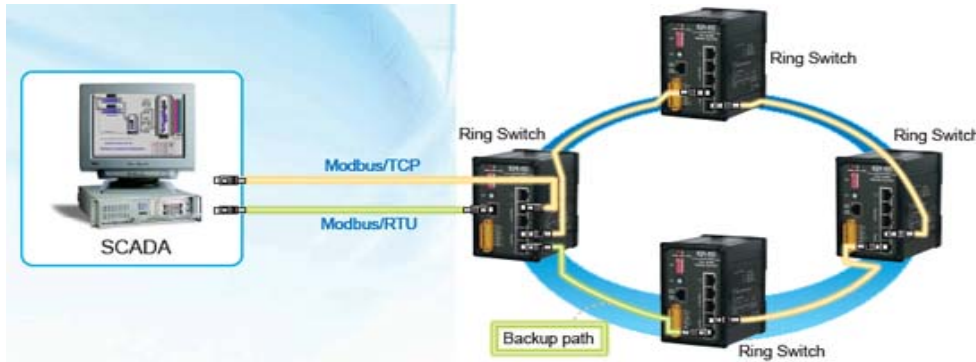 Ring Switch
Ring Switch
Ring Switch
Modbus/TCP
Modbus/RTU
SCADA
Backup path
Ring Switch